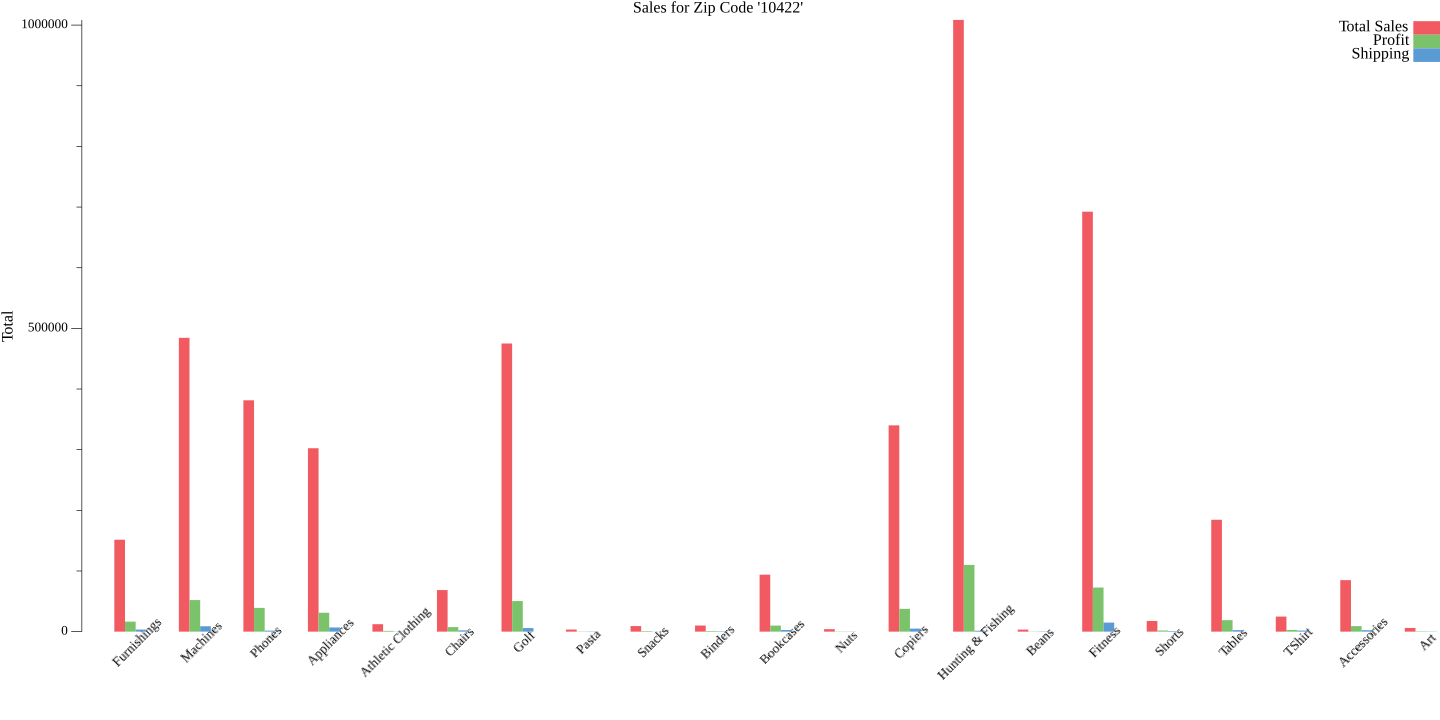 Sales for Zip Code '10422'
Total Sales
Profit
Shipping
1000000
500000
0
Total
Furnishings
Machines
Phones
Appliances
Athletic Clothing
Chairs
Golf
Pasta
Snacks
Binders
Bookcases
Nuts
Copiers
Hunting & Fishing
Beans
Fitness
Shorts
Tables
TShirt
Accessories
Art